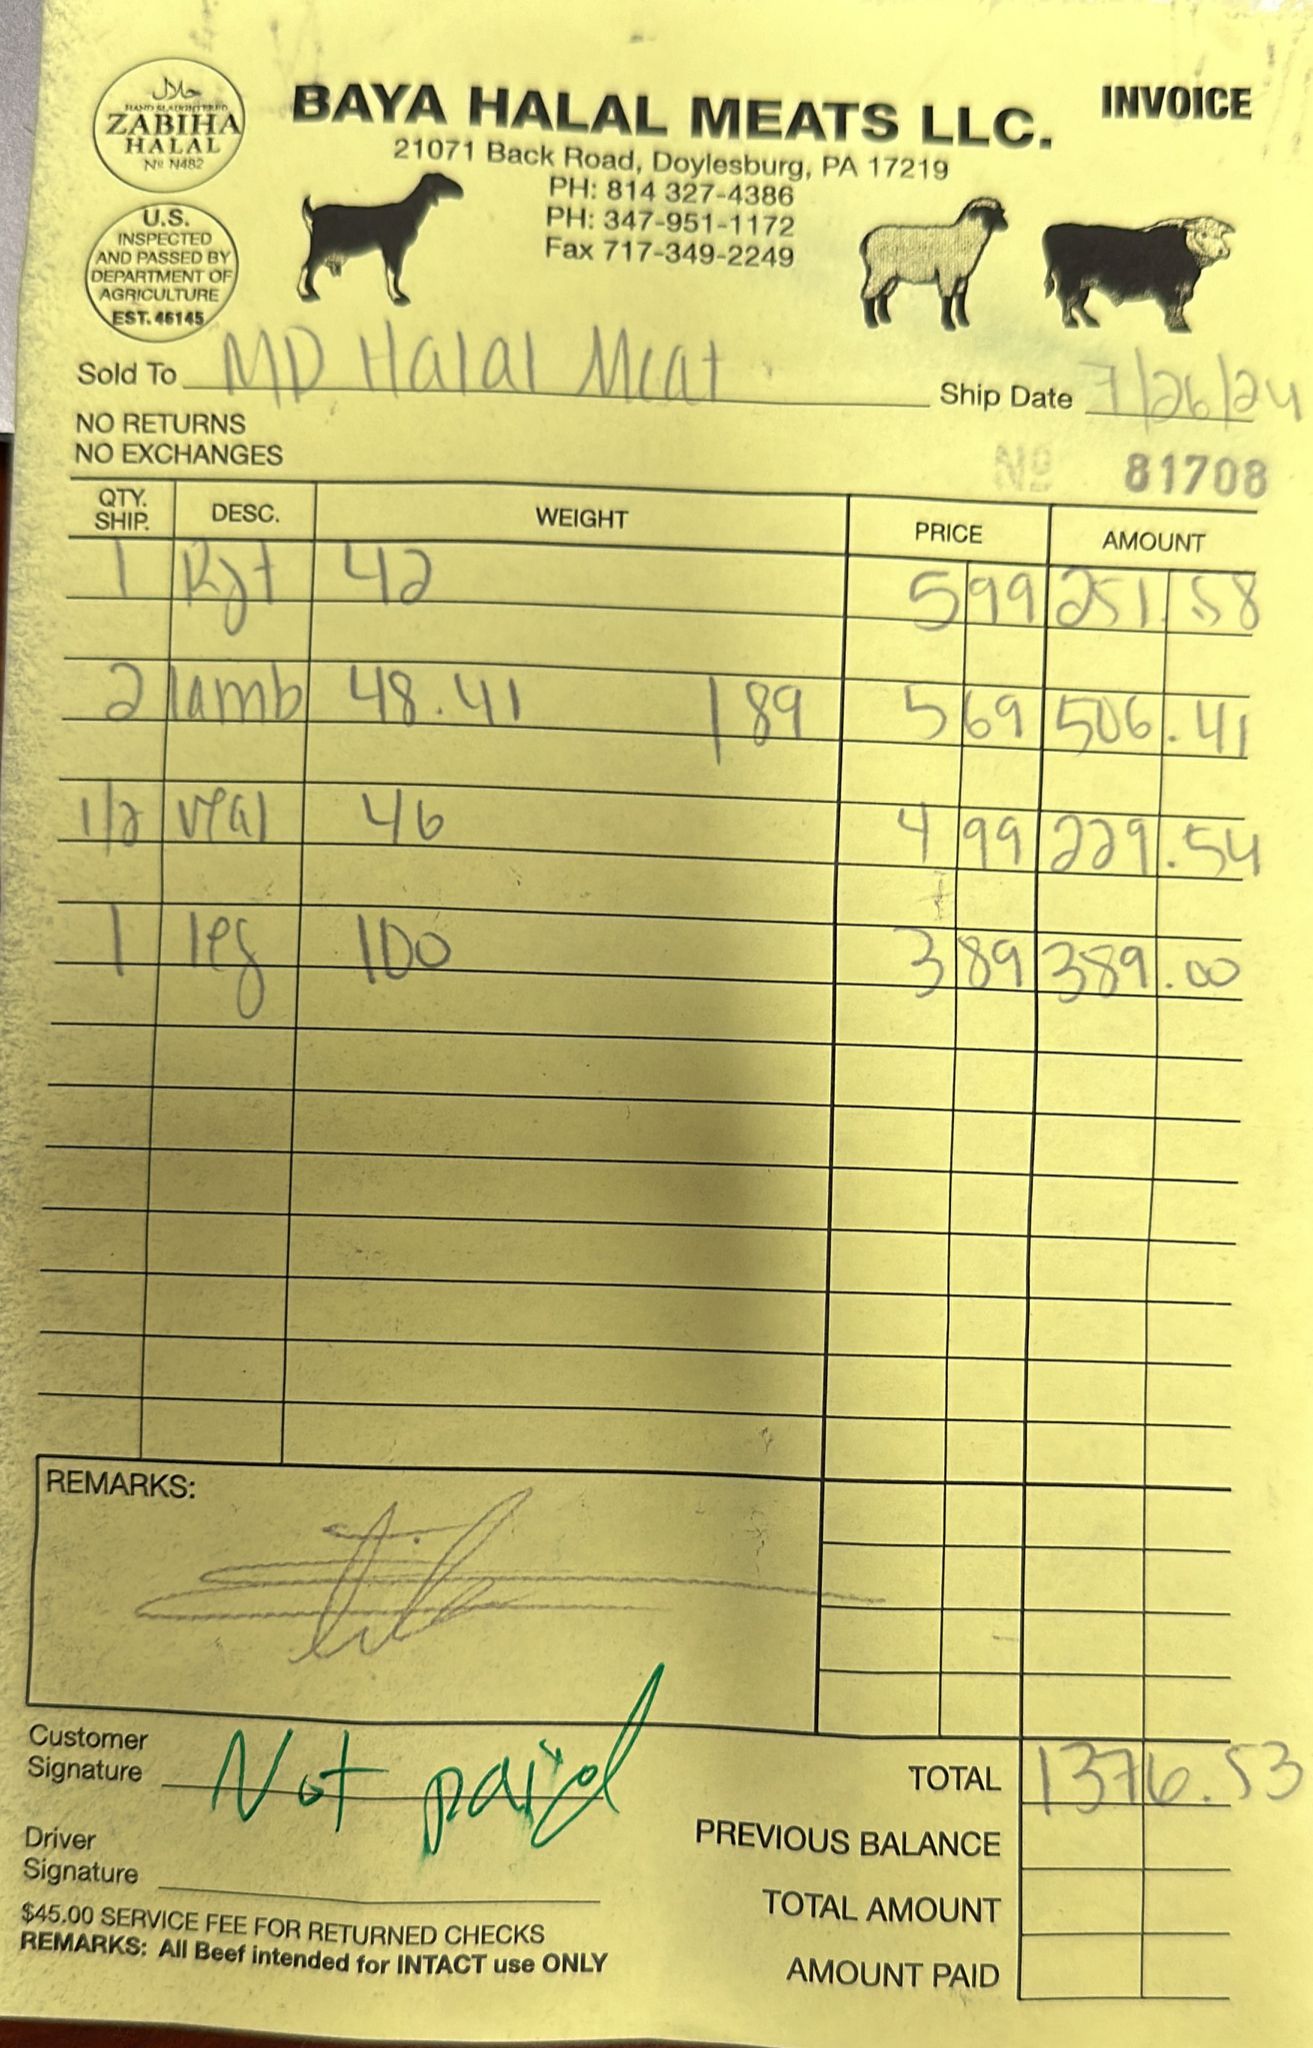 حلال
HAND SLAUGHTERED
ZABIHA
HALAL
Nº N482
BAYA HALAL MEATS LLC.
INVOICE
21071 Back Road, Doylesburg, PA 17219
PH: 814 327-4386
PH: 347-951-1172
Fax 717-349-2249
U.S.
INSPECTED
AND PASSED BY
DEPARTMENT OF
AGRICULTURE
EST. 46145
Sold To MD Halal Meat Ship Date 7/26/24
NO RETURNS
NO EXCHANGES
Nº 81708
QTY. SHIP. DESC. WEIGHT PRICE AMOUNT
1 42 5 99 251.58
2 lamb 48.41 189 5 69 506.41
1/2 veal 46 4 99 229.54
1 leg 100 3 89 389.00
REMARKS:
Customer
Signature Not paid
TOTAL 1376.53
Driver
Signature
PREVIOUS BALANCE
TOTAL AMOUNT
AMOUNT PAID
$45.00 SERVICE FEE FOR RETURNED CHECKS
REMARKS: All Beef intended for INTACT use ONLY